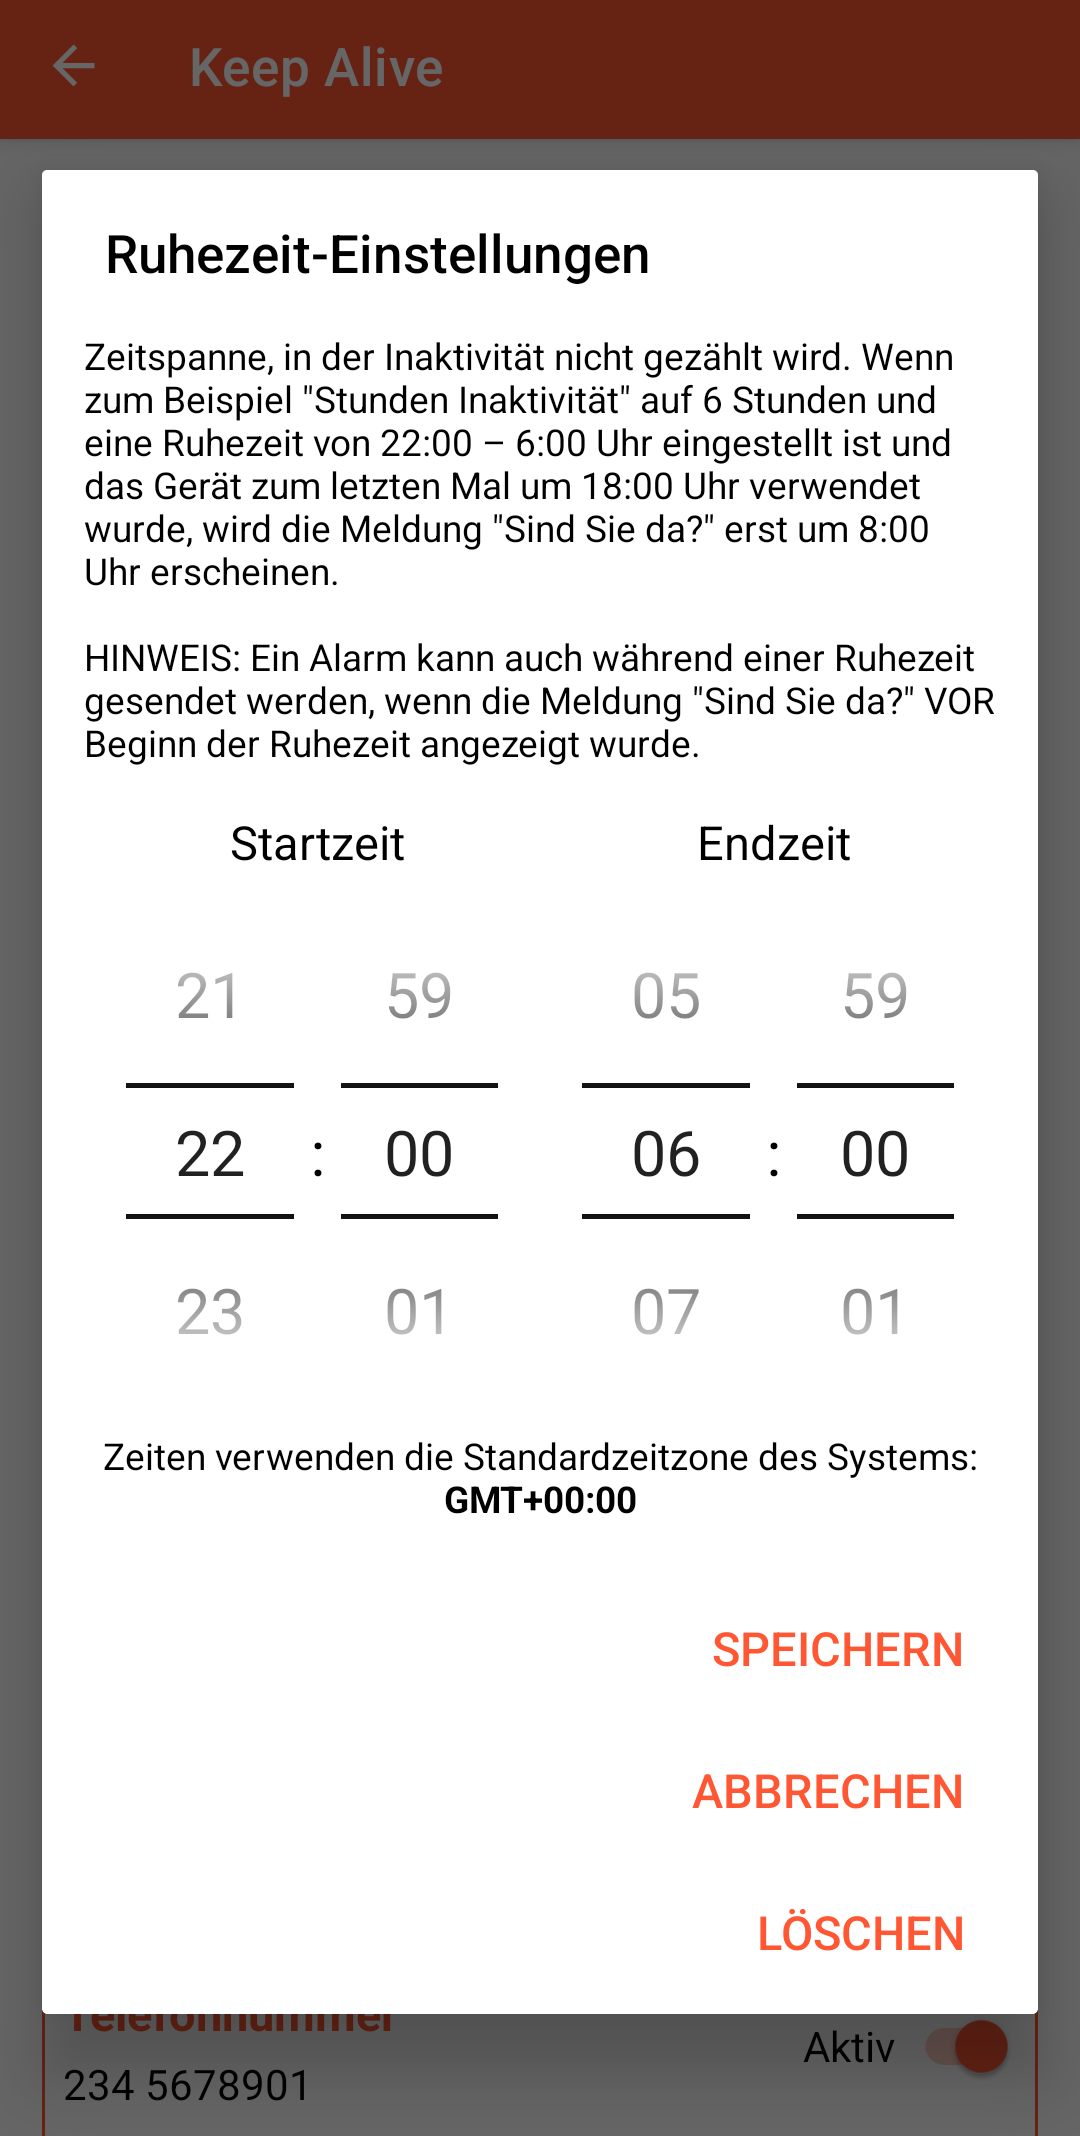 Keep Alive
Ruhezeit-Einstellungen
Zeitspanne, in der Inaktivität nicht gezählt wird. Wenn
zum Beispiel "Stunden Inaktivität" auf 6 Stunden und
eine Ruhezeit von 22:00 – 6:00 Uhr eingestellt ist und
das Gerät zum letzten Mal um 18:00 Uhr verwendet
wurde, wird die Meldung "Sind Sie da?" erst um 8:00
Uhr erscheinen.
HINWEIS: Ein Alarm kann auch während einer Ruhezeit
gesendet werden, wenn die Meldung "Sind Sie da?" VOR
Beginn der Ruhezeit angezeigt wurde.
Startzeit Endzeit
21 59 05 59
22 : 00 06 : 00
23 01 07 01
Zeiten verwenden die Standardzeitzone des Systems:
GMT+00:00
SPEICHERN
ABBRECHEN
LÖSCHEN
Telefonnummer
Aktiv
234 5678901